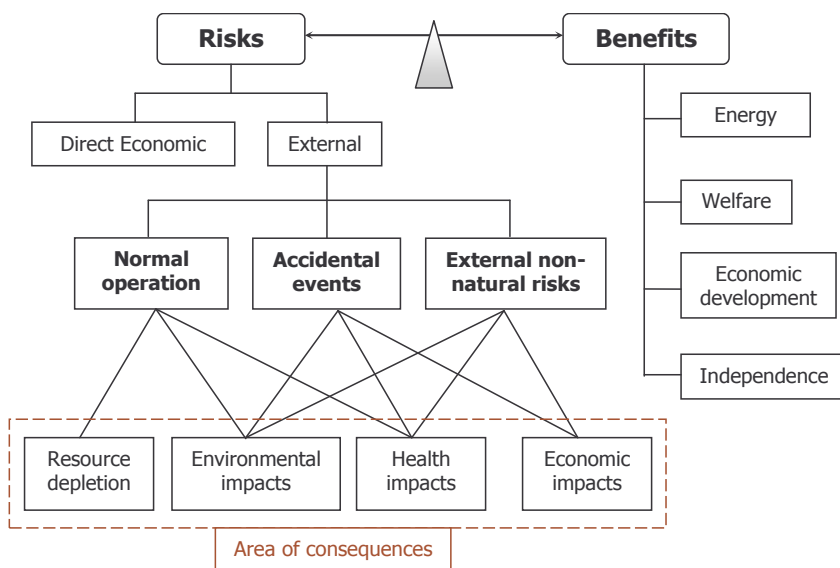 Risks
Benefits
Direct Economic
External
Energy
Welfare
Normal
operation
Accidental
events
External non-
natural risks
Economic
development
Independence
Resource
depletion
Environmental
impacts
Health
impacts
Economic
impacts
Area of consequences